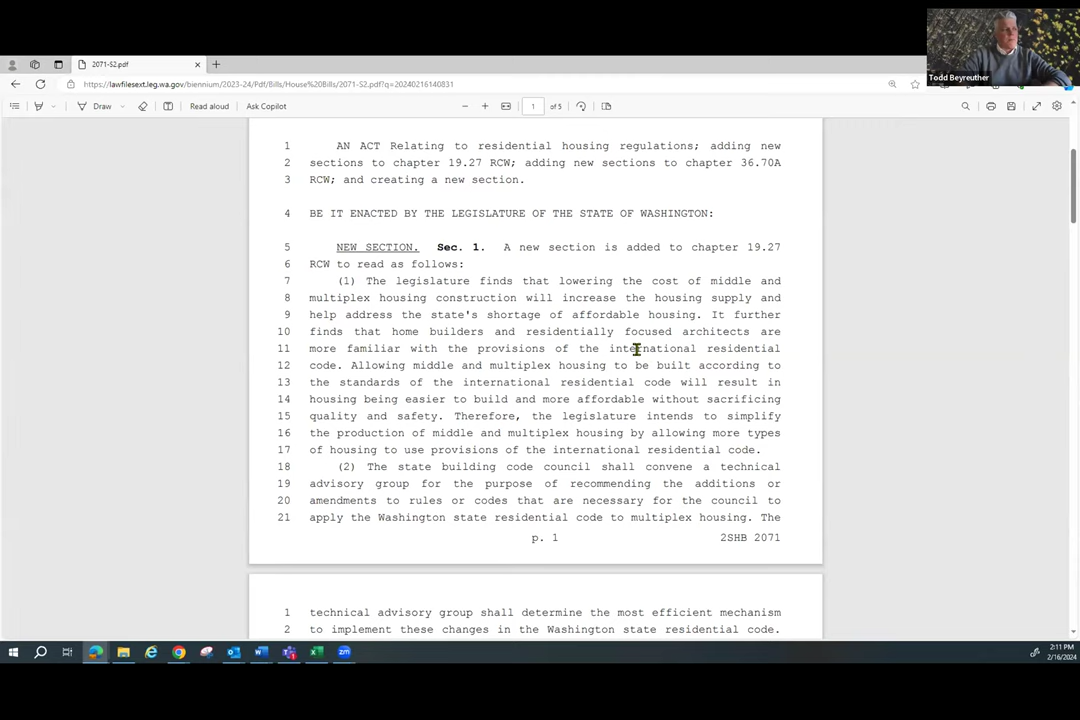 Todd Beyreuther
2071-S2.pdf
https://lawfilesext.leg.wa.gov/biennium/2023-24/Pdf/Bills/House%20Bills/2071-S2.pdf?q=20240216140831
Draw
Read aloud
Ask Copilot
1 of 5
1 AN ACT Relating to residential housing regulations; adding new
2 sections to chapter 19.27 RCW; adding new sections to chapter 36.70A
3 RCW; and creating a new section.
4 BE IT ENACTED BY THE LEGISLATURE OF THE STATE OF WASHINGTON:
5 NEW SECTION. Sec. 1. A new section is added to chapter 19.27
6 RCW to read as follows:
7 (1) The legislature finds that lowering the cost of middle and
8 multiplex housing construction will increase the housing supply and
9 help address the state's shortage of affordable housing. It further
10 finds that home builders and residentially focused architects are
11 more familiar with the provisions of the international residential
12 code. Allowing middle and multiplex housing to be built according to
13 the standards of the international residential code will result in
14 housing being easier to build and more affordable without sacrificing
15 quality and safety. Therefore, the legislature intends to simplify
16 the production of middle and multiplex housing by allowing more types
17 of housing to use provisions of the international residential code.
18 (2) The state building code council shall convene a technical
19 advisory group for the purpose of recommending the additions or
20 amendments to rules or codes that are necessary for the council to
21 apply the Washington state residential code to multiplex housing. The
p. 1 2SHB 2071
1 technical advisory group shall determine the most efficient mechanism
2 to implement these changes in the Washington state residential code.
2:11 PM
2/16/2024